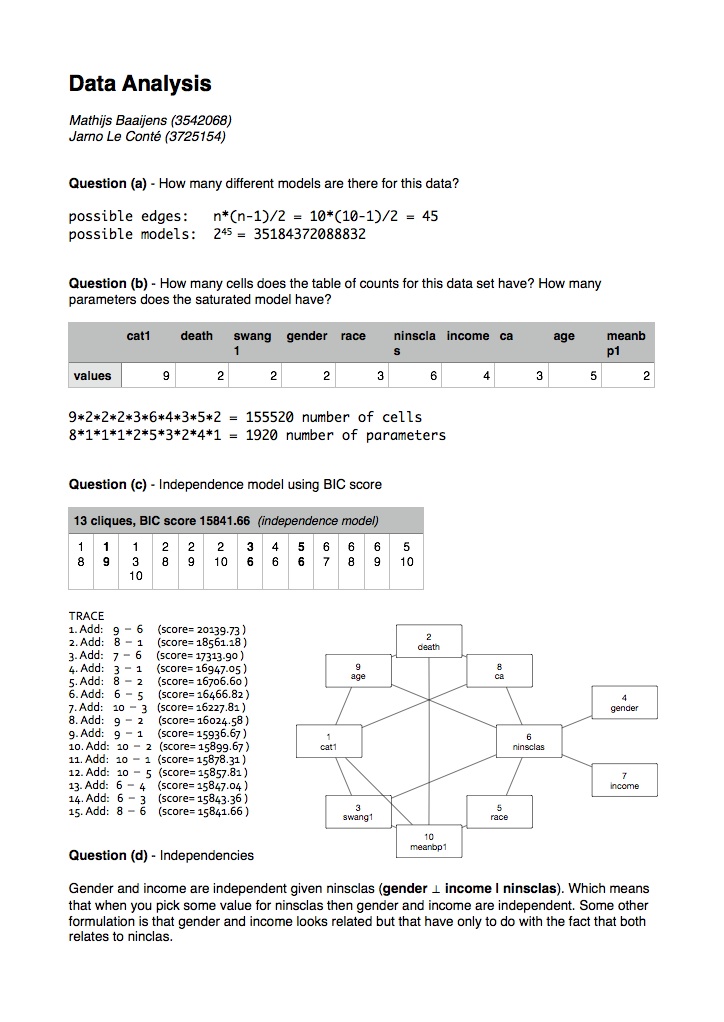 Data Analysis
Mathijs Baaijens (3542068)
Jarno Le Conté (3725154)
Question (a) - How many different models are there for this data?
possible edges: n*(n-1)/2 = 10*(10-1)/2 = 45
possible models: 2⁴⁵ = 35184372088832
Question (b) - How many cells does the table of counts for this data set have? How many
parameters does the saturated model have?
cat1 death swang1 gender race ninsclas income ca age meanbp1
values 9 2 2 2 3 6 4 3 5 2
9*2*2*2*3*6*4*3*5*2 = 155520 number of cells
8*1*1*1*2*5*3*2*4*1 = 1920 number of parameters
Question (c) - Independence model using BIC score
13 cliques, BIC score 15841.66 (independence model)
1 1 1 2 2 2 3 4 5 6 6 6 5
8 9 3 8 9 10 6 6 6 7 8 9 10
10
TRACE
1. Add: 9 – 6 (score= 20139.73 )
2. Add: 8 – 1 (score= 18561.18 )
3. Add: 7 – 6 (score= 17313.90 )
4. Add: 3 – 1 (score= 16947.05 )
5. Add: 8 – 2 (score= 16706.60 )
6. Add: 6 – 5 (score= 16466.82 )
7. Add: 10 – 3 (score= 16227.81 )
8. Add: 9 – 2 (score= 16024.58 )
9. Add: 9 – 1 (score= 15936.67 )
10. Add: 10 – 2 (score= 15899.67 )
11. Add: 10 – 1 (score= 15878.31 )
12. Add: 10 – 5 (score= 15857.81 )
13. Add: 6 – 4 (score= 15847.04 )
14. Add: 6 – 3 (score= 15843.36 )
15. Add: 8 – 6 (score= 15841.66 )
2
death
9
age
8
ca
4
gender
1
cat1
6
ninsclas
7
income
3
swang1
5
race
10
meanbp1
Question (d) - Independencies
Gender and income are independent given ninsclas (gender ⊥ income | ninsclas). Which means
that when you pick some value for ninsclas then gender and income are independent. Some other
formulation is that gender and income looks related but that have only to do with the fact that both
relates to ninclas.